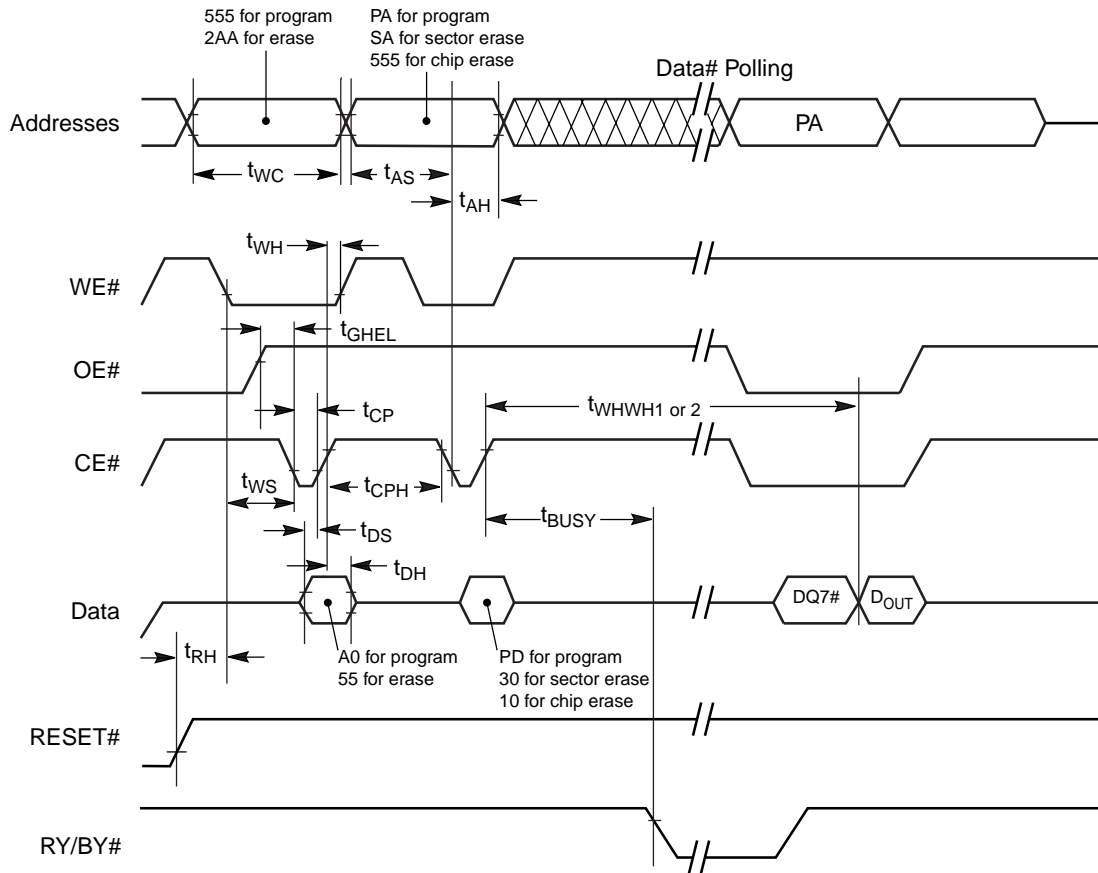 555 for program
2AA for erase
PA for program
SA for sector erase
555 for chip erase
Data# Polling
Addresses
PA
tWC
tAS
tAH
tWH
WE#
tGHEL
OE#
tCP
tWHWH1 or 2
CE#
tWS
tCPH
tBUSY
tDS
tDH
Data
DQ7#
DOUT
tRH
A0 for program
55 for erase
PD for program
30 for sector erase
10 for chip erase
RESET#
RY/BY#